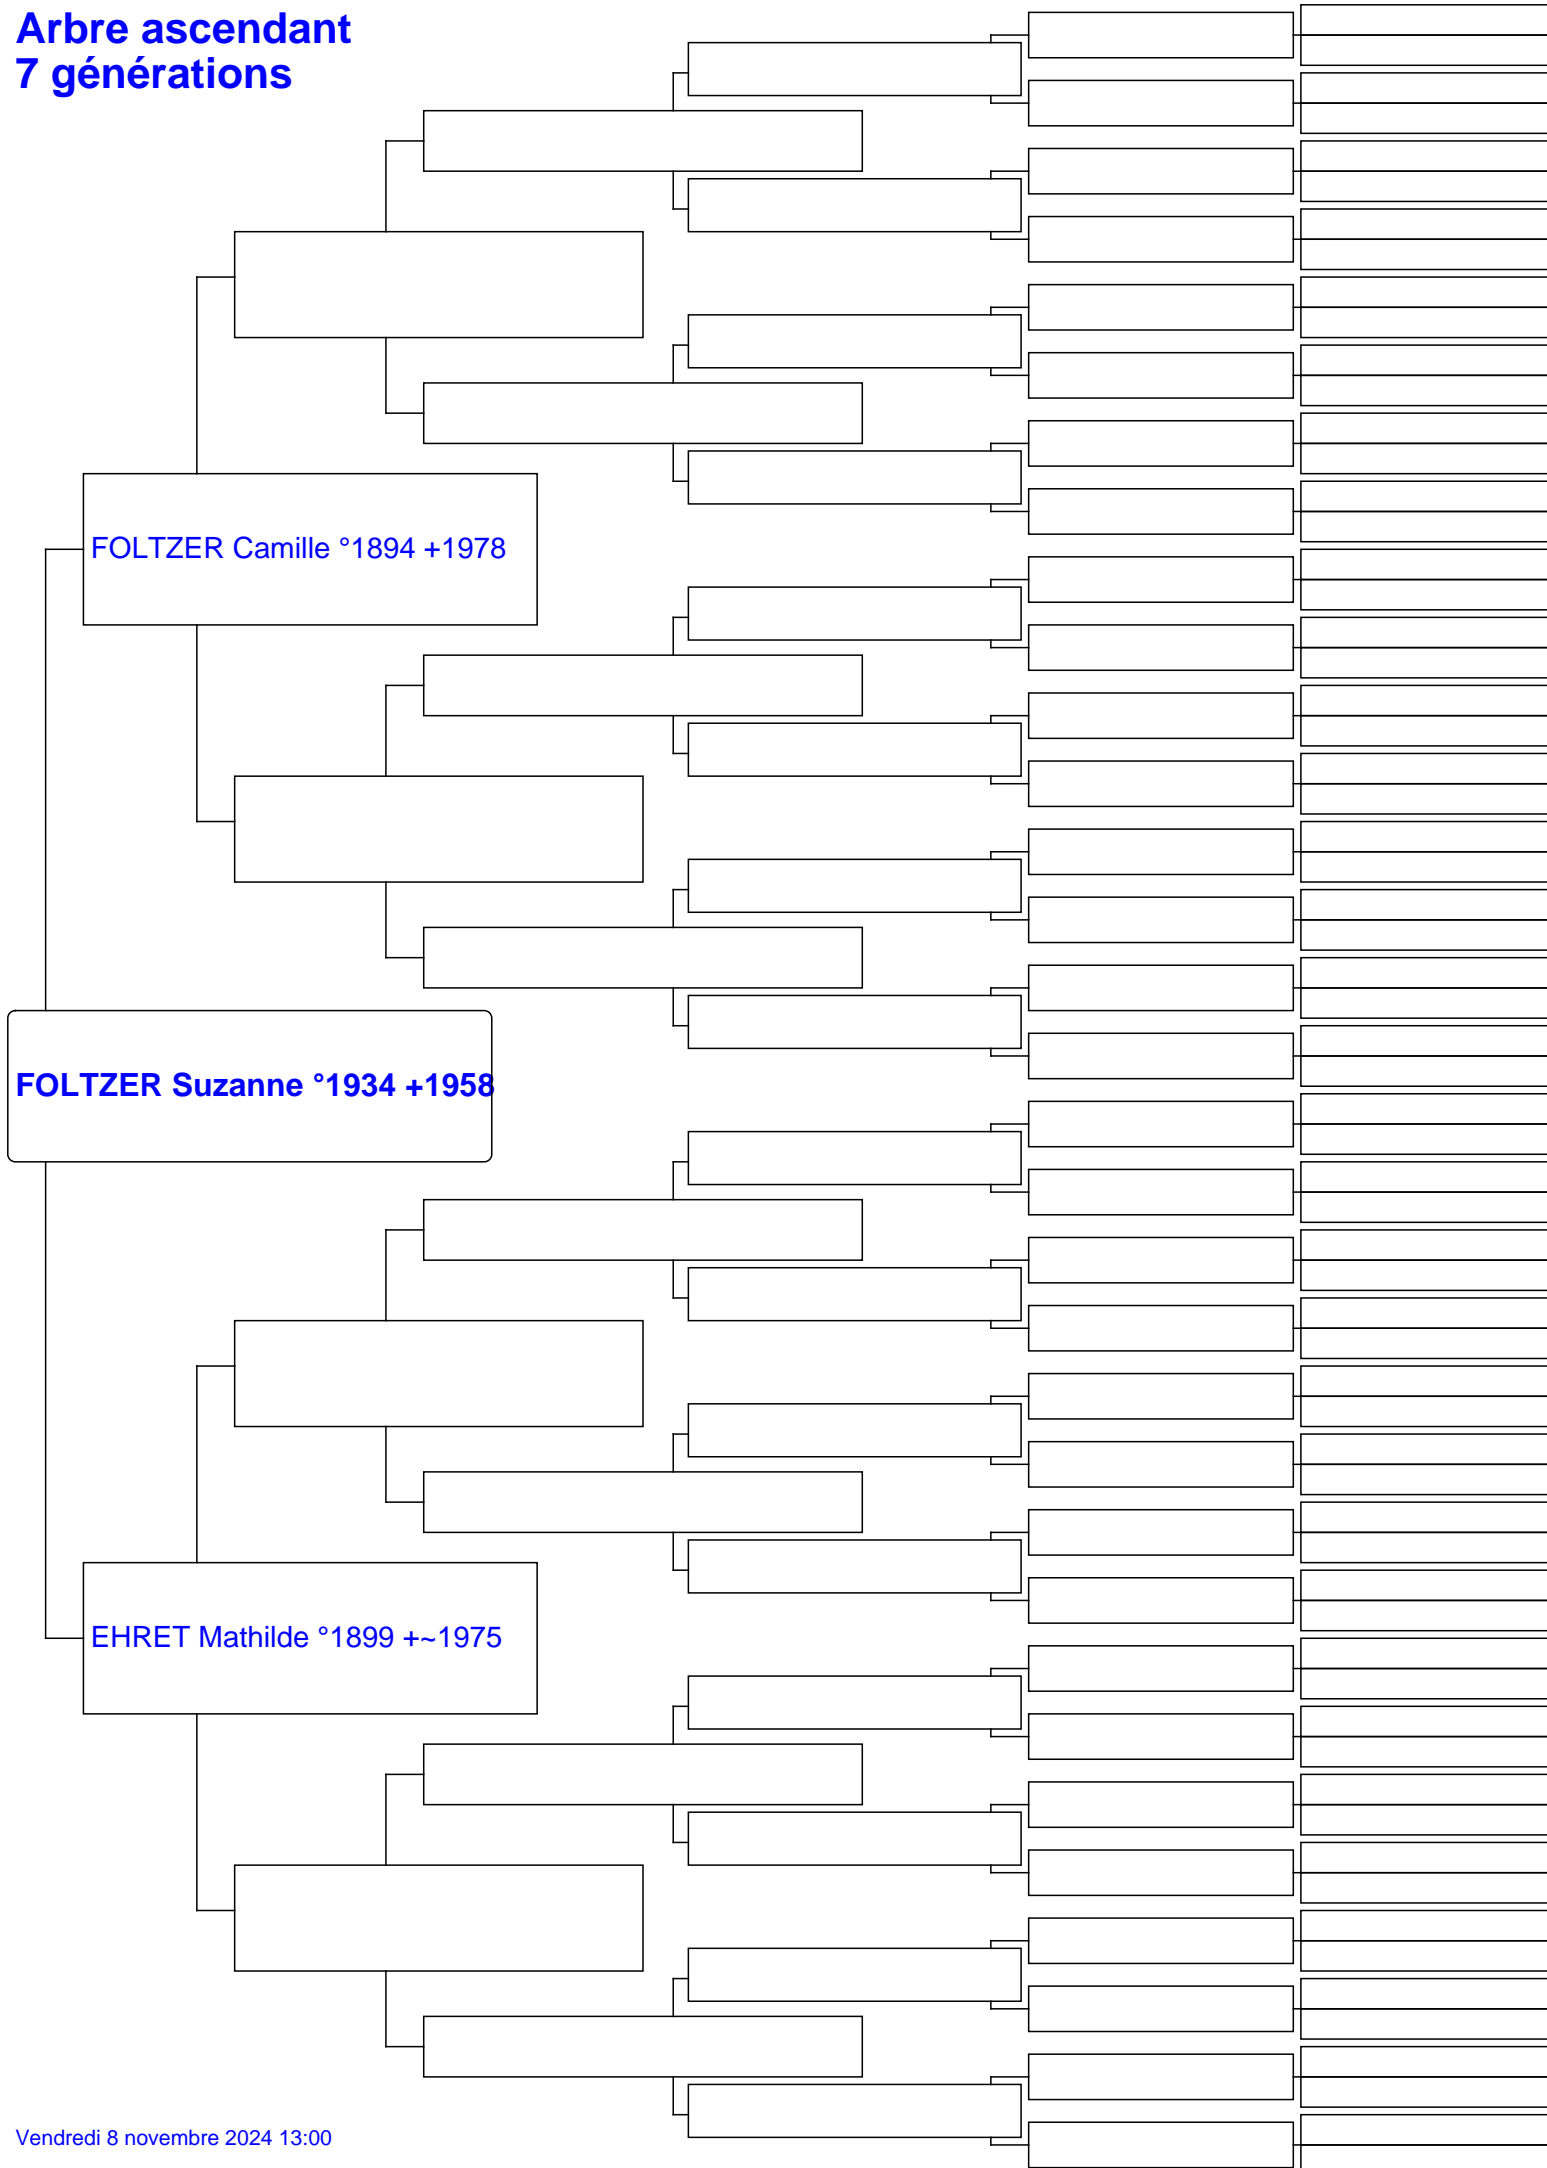 Arbre ascendant
7 générations
FOLTZER Camille °1894 +1978
FOLTZER Suzanne °1934 +1958
EHRET Mathilde °1899 +~1975
Vendredi 8 novembre 2024 13:00